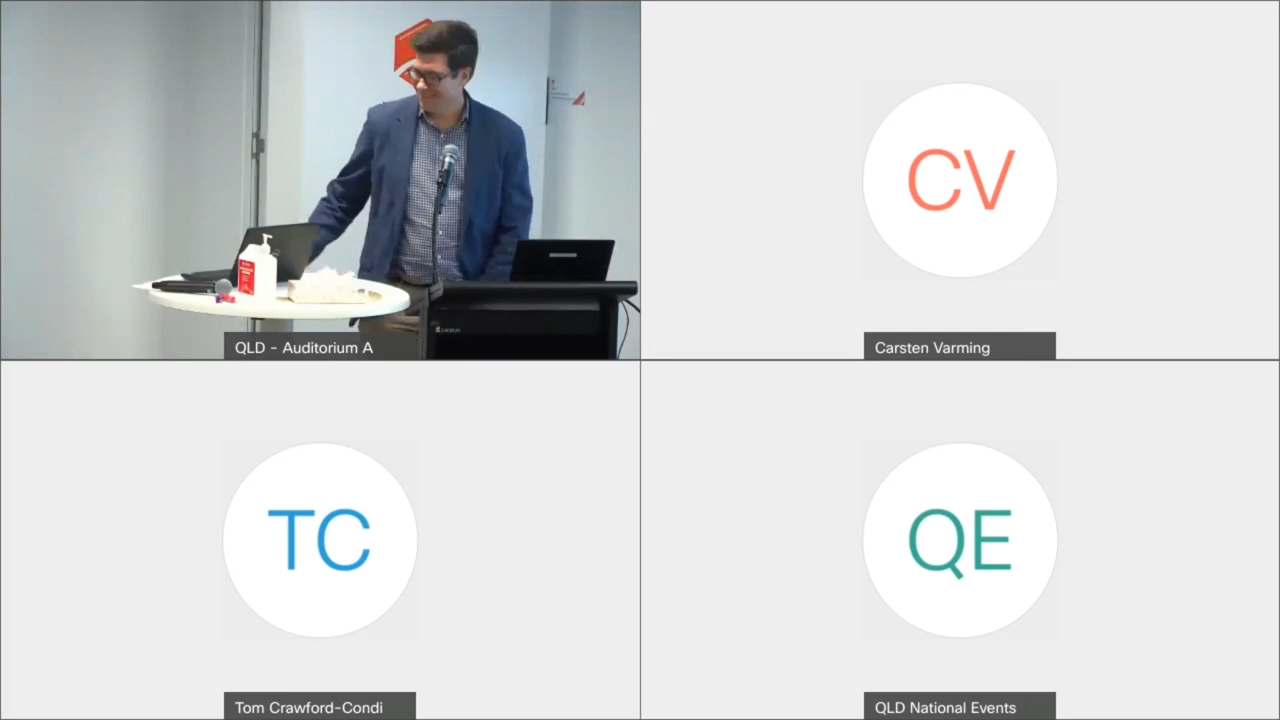 QLD - Auditorium A
CV
Carsten Varming
TC
Tom Crawford-Condi
QE
QLD National Events